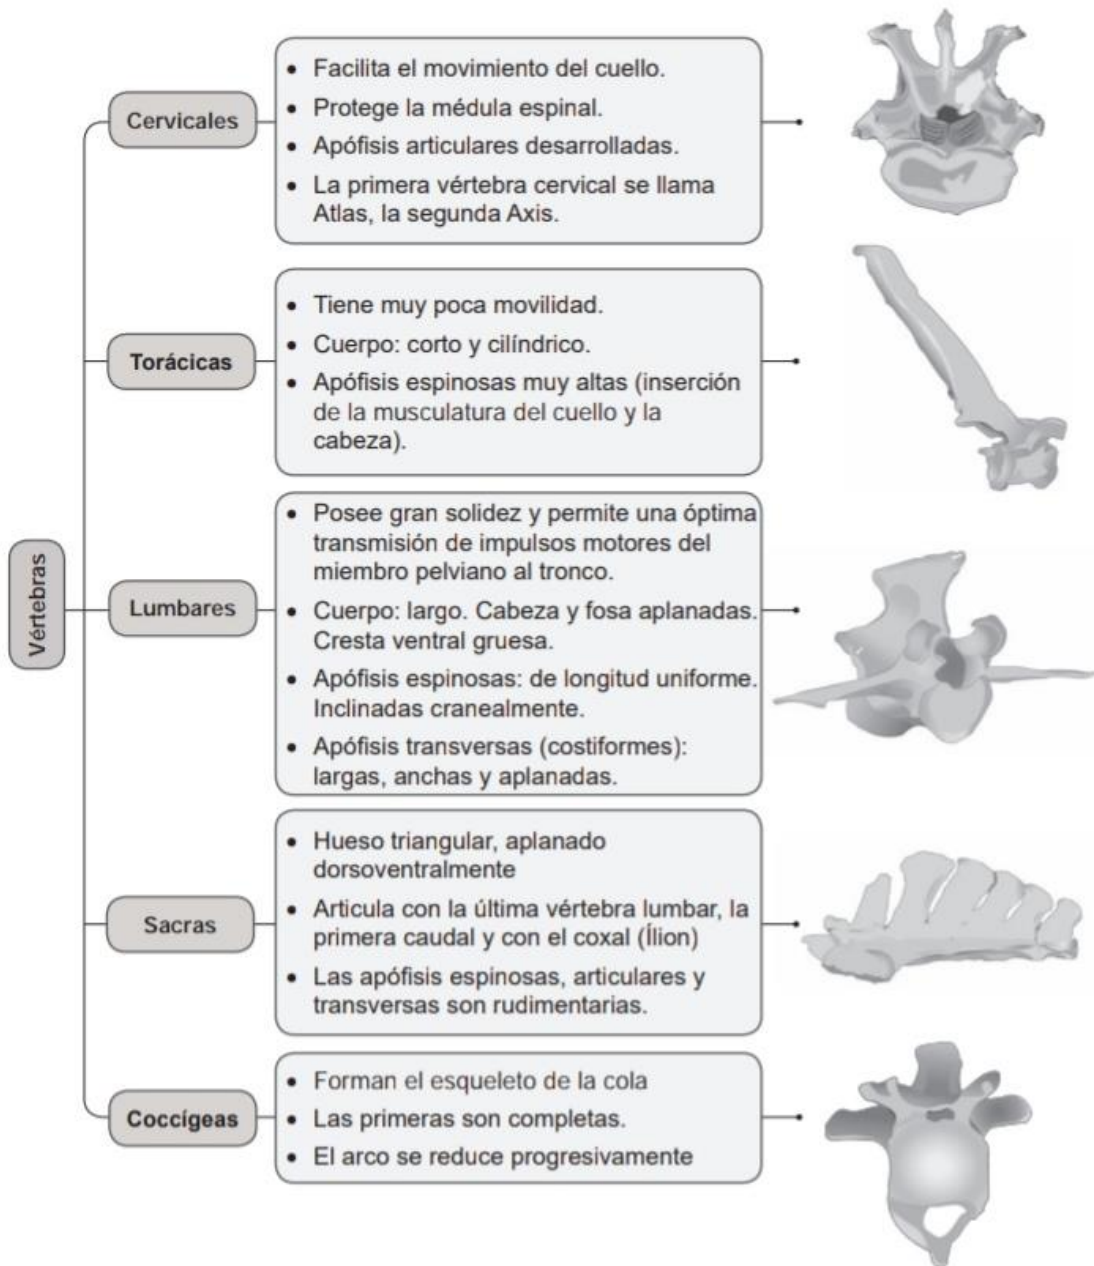 Vértebras
Cervicales
• Facilita el movimiento del cuello.
• Protege la médula espinal.
• Apófisis articulares desarrolladas.
• La primera vértebra cervical se llama
Atlas, la segunda Axis.
Torácicas
• Tiene muy poca movilidad.
• Cuerpo: corto y cilíndrico.
• Apófisis espinosas muy altas (inserción
de la musculatura del cuello y la
cabeza).
Lumbares
• Posee gran solidez y permite una óptima
transmisión de impulsos motores del
miembro pelviano al tronco.
• Cuerpo: largo. Cabeza y fosa aplanadas.
Cresta ventral gruesa.
• Apófisis espinosas: de longitud uniforme.
Inclinadas cranealmente.
• Apófisis transversas (costiformes):
largas, anchas y aplanadas.
Sacras
• Hueso triangular, aplanado
dorsoventralmente
• Articula con la última vértebra lumbar, la
primera caudal y con el coxal (Ílion)
• Las apófisis espinosas, articulares y
transversas son rudimentarias.
Coccígeas
• Forman el esqueleto de la cola
• Las primeras son completas.
• El arco se reduce progresivamente